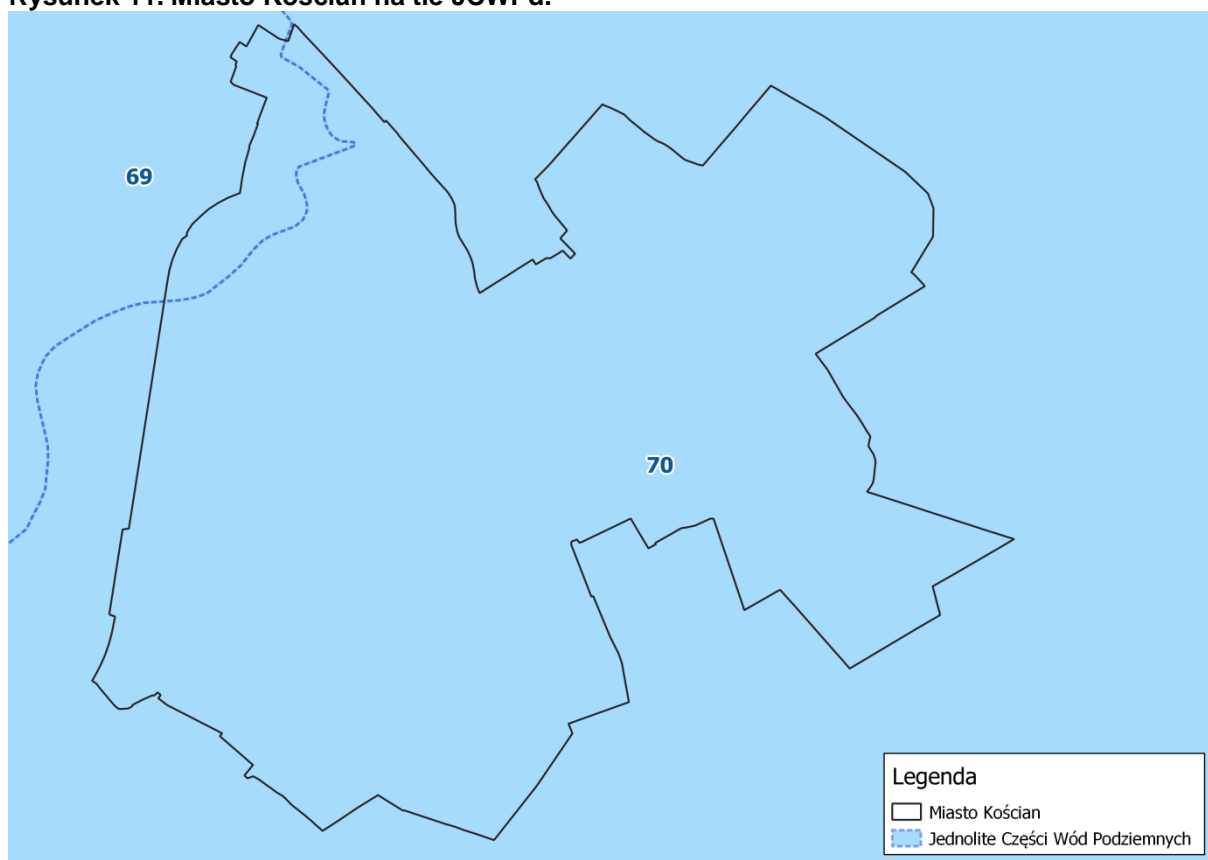 Rysunek 11. Miasto Kościan na tle JCWPd.
69
70
Legenda
Miasto Kościan
Jednolite Części Wód Podziemnych